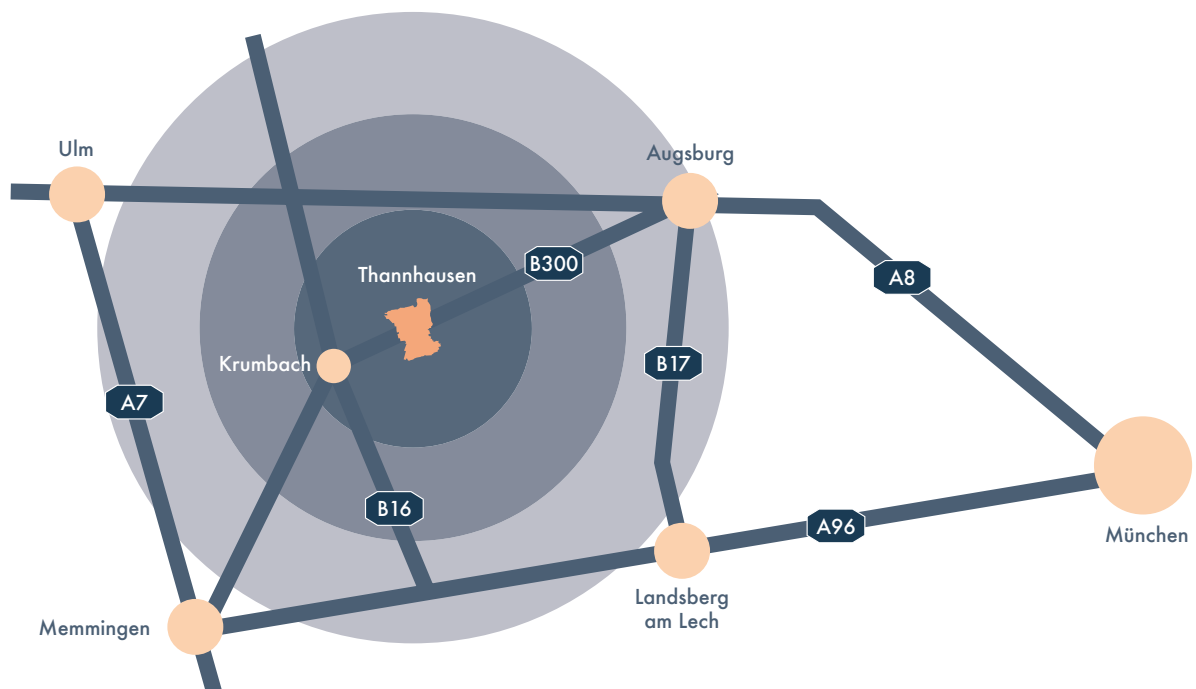 Ulm
Augsburg
B300
Thannhausen
A8
Krumbach
B17
A7
B16
A96
München
Landsberg
am Lech
Memmingen